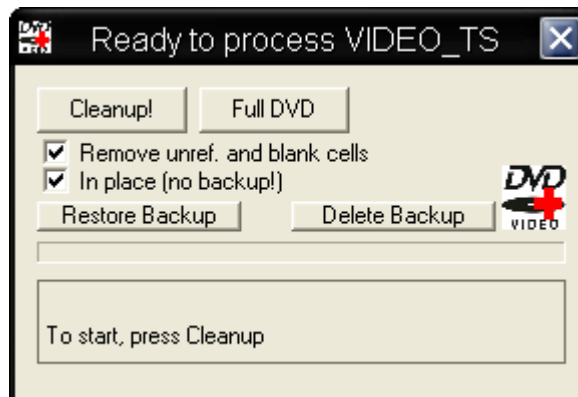 Ready to process VIDEO_TS
Cleanup! Full DVD
Remove unref. and blank cells
In place (no backup!)
Restore Backup Delete Backup
DVD
VIDEO
To start, press Cleanup